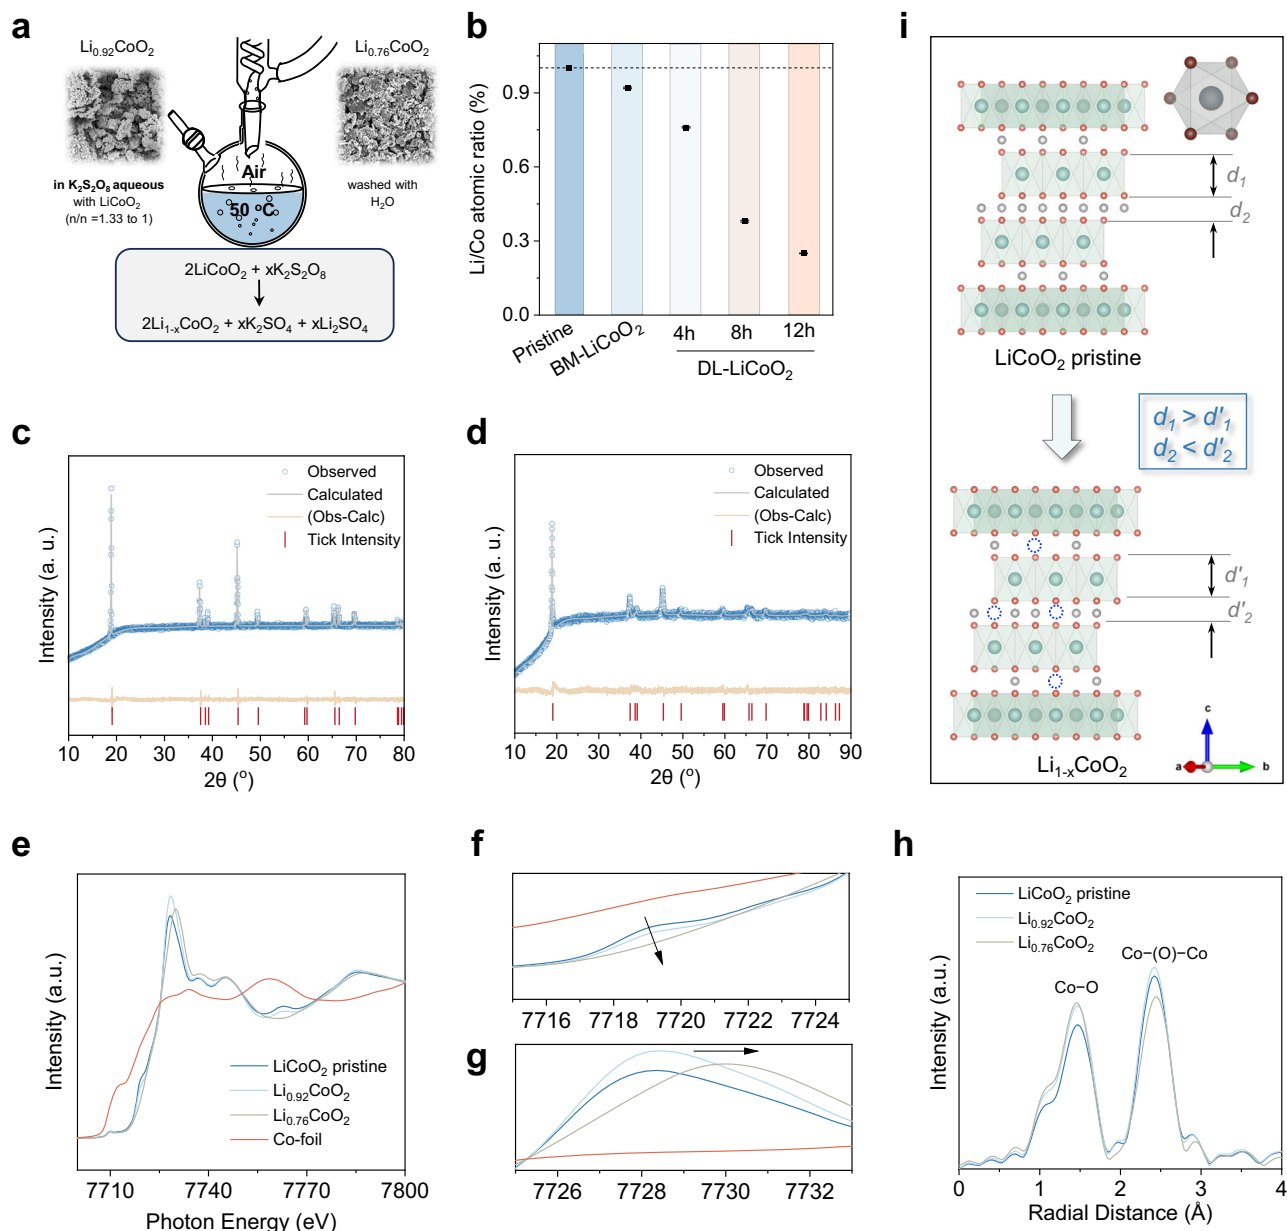 a
Li0.92CoO2
Li0.76CoO2
Air
50 °C
in K2S2O8 aqueous
with LiCoO2
(n/n =1.33 to 1)
washed with
H2O
2LiCoO2 + xK2S2O8
2Li1-xCoO2 + xK2SO4 + xLi2SO4
b
Li/Co atomic ratio (%)
0.9
0.6
0.3
0.0
Pristine
BM-LiCoO2
4h
8h
12h
DL-LiCoO2
c
Intensity (a. u.)
Observed
Calculated
(Obs-Calc)
Tick Intensity
10
20
30
40
50
60
70
80
2θ (°)
d
Intensity (a. u.)
Observed
Calculated
(Obs-Calc)
Tick Intensity
10
20
30
40
50
60
70
80
90
2θ (°)
e
Intensity (a.u.)
LiCoO2 pristine
Li0.92CoO2
Li0.76CoO2
Co-foil
7710
7740
7770
7800
Photon Energy (eV)
f
7716
7718
7720
7722
7724
g
7726
7728
7730
7732
h
Intensity (a.u.)
LiCoO2 pristine
Li0.92CoO2
Li0.76CoO2
Co−O
Co−(O)−Co
0
1
2
3
4
Radial Distance (Å)
i
d1
d2
LiCoO2 pristine
d1 > d'1
d2 < d'2
d'1
d'2
Li1-xCoO2
c
a
b